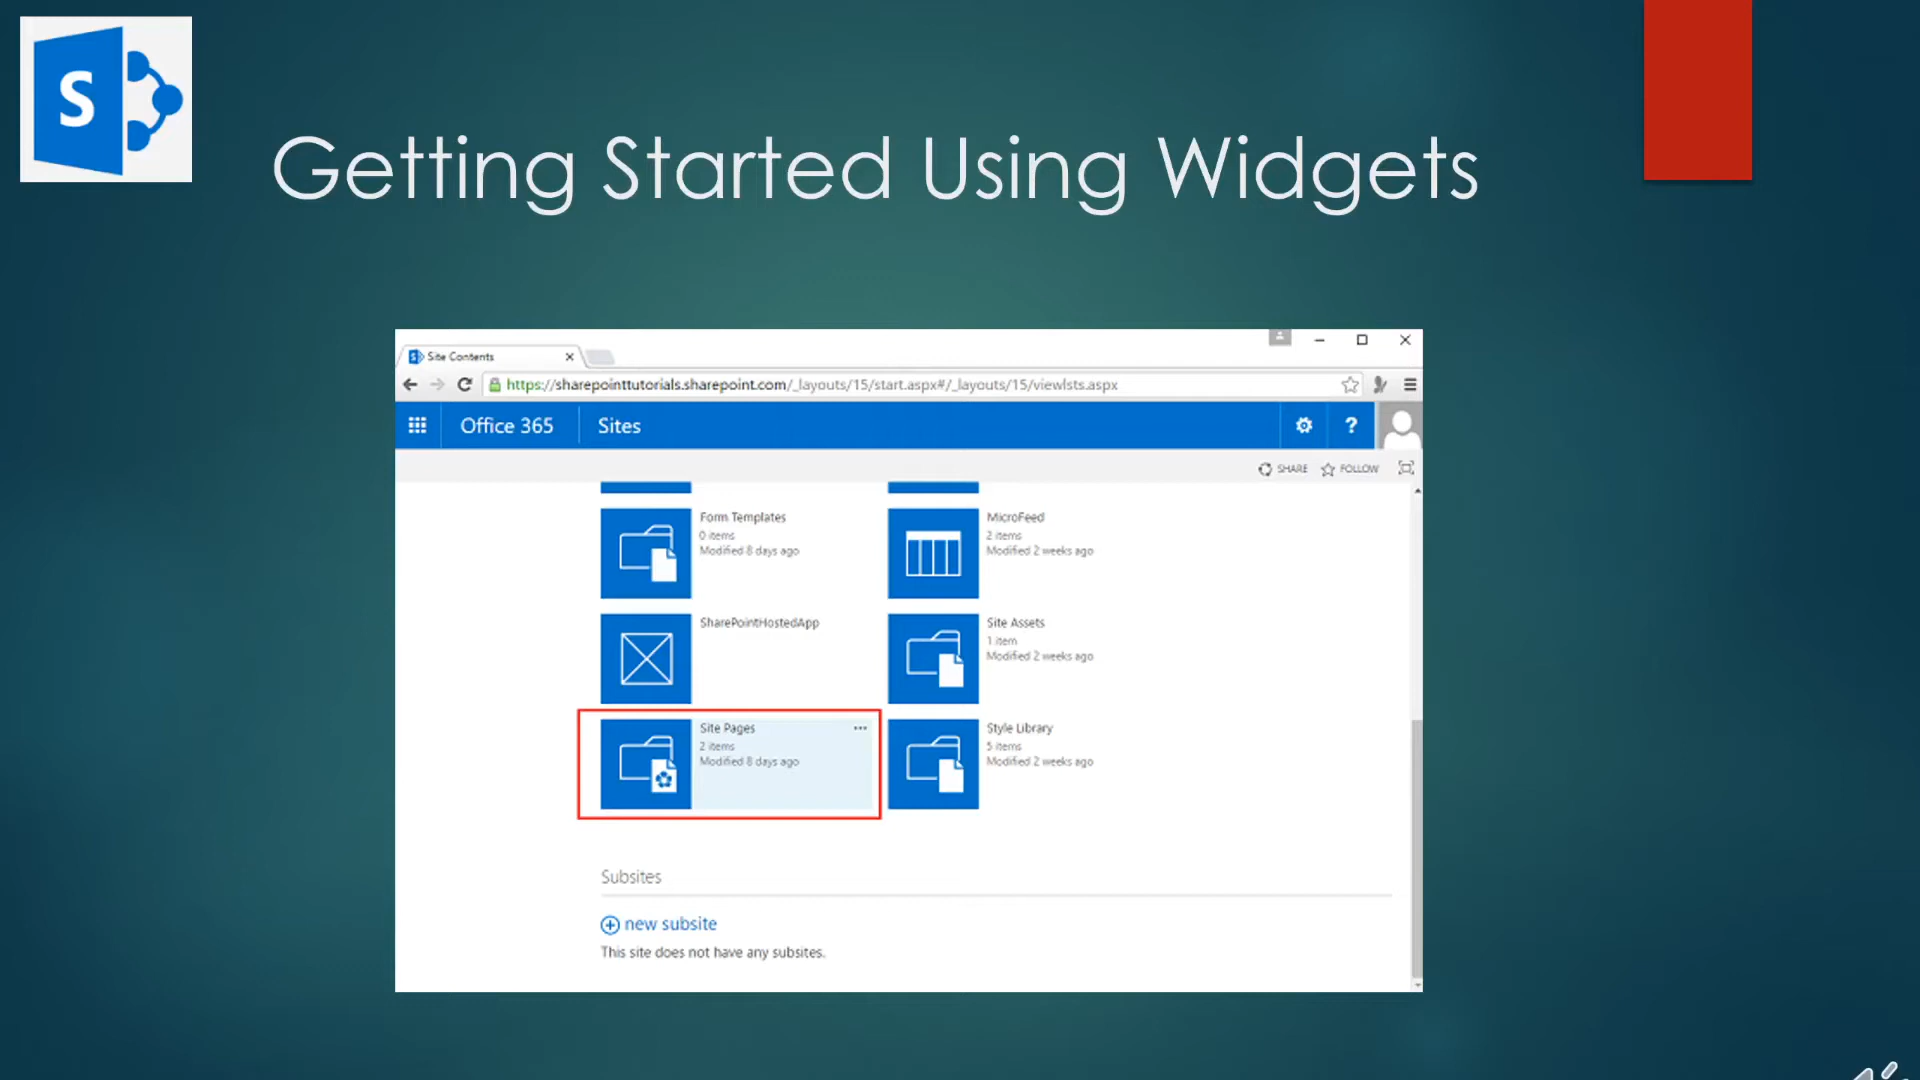 S
Getting Started Using Widgets
S Site Contents
https://sharepointtutorials.sharepoint.com/_layouts/15/start.aspx#/_layouts/15/viewlsts.aspx
Office 365 Sites ?
SHARE FOLLOW
Form Templates
0 items
Modified 8 days ago
MicroFeed
2 items
Modified 2 weeks ago
SharePointHostedApp
Site Assets
1 item
Modified 2 weeks ago
Site Pages ...
2 items
Modified 8 days ago
Style Library
5 items
Modified 2 weeks ago
Subsites
new subsite
This site does not have any subsites.